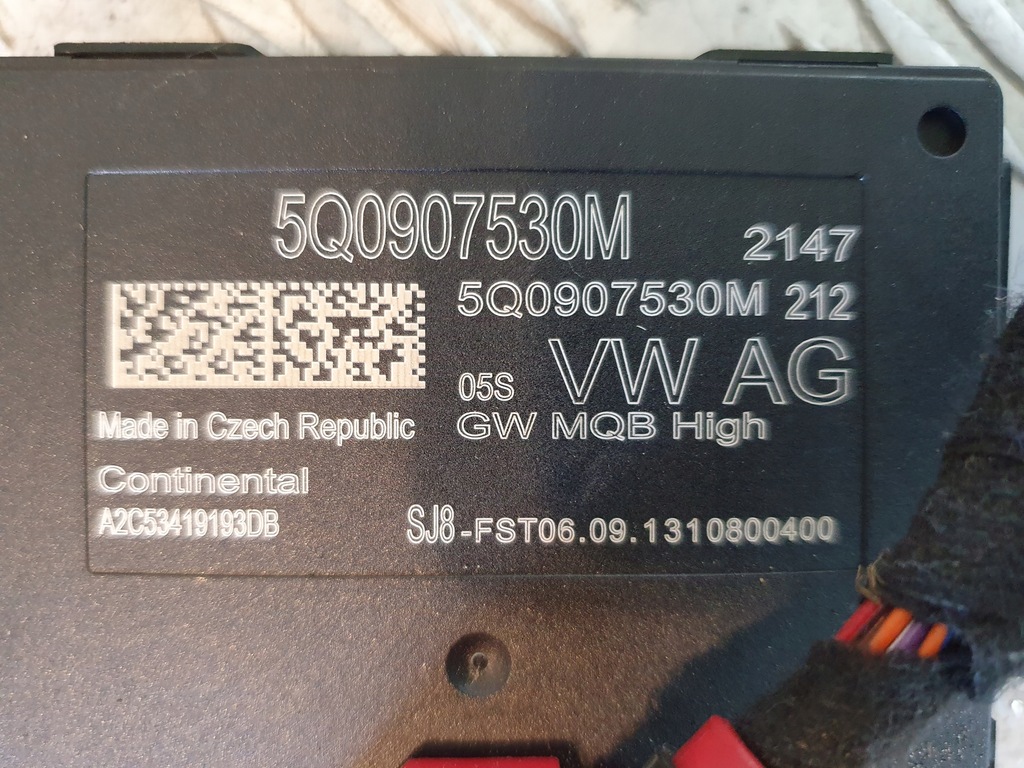 5Q0907530M
2147
5Q0907530M 212
05S VW AG
Made in Czech Republic
GW MQB High
Continental
A2C53419193DB
SJ8-FST06.09.1310800400